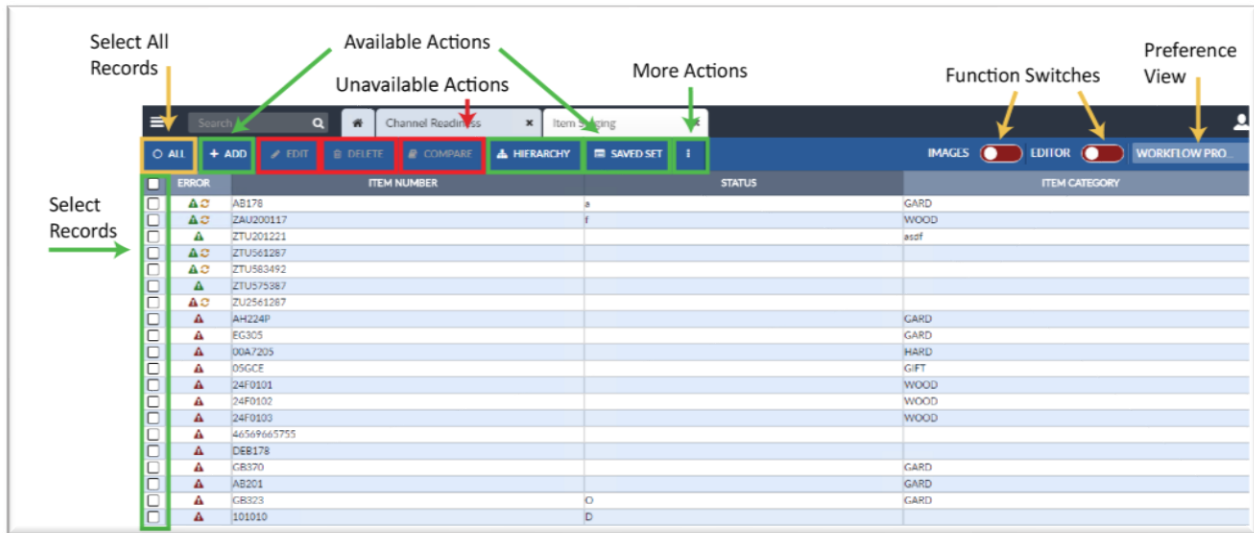 Select All
Records
Available Actions
Unavailable Actions
More Actions
Function Switches
Preference
View
Search
Channel Readiness
Item Staging
ALL
+ ADD
EDIT
DELETE
COMPARE
HIERARCHY
SAVED SET
IMAGES
EDITOR
WORKFLOW PRO...
ERROR ITEM NUMBER STATUS ITEM CATEGORY
Select
Records
AB178 a GARD
ZAU200117 f WOOD
ZTU201221 asdf
ZTU561287
ZTU583492
ZTU575387
ZU2561287
AH224P GARD
EG305 GARD
00A7205 HARD
05GCE GIFT
24F0101 WOOD
24F0102 WOOD
24F0103 WOOD
46569665755
DEB178
GB370 GARD
AB201 GARD
GB323 O GARD
101010 D